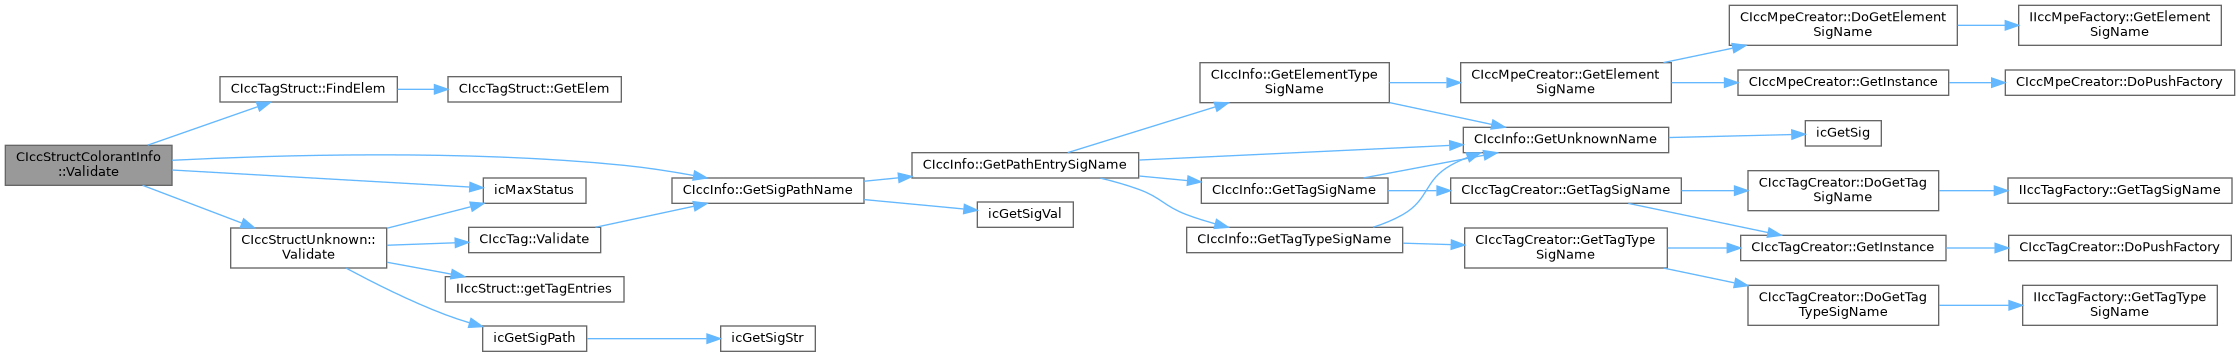 CIccStructColorantInfo
::Validate
CIccTagStruct::FindElem
CIccTagStruct::GetElem
icMaxStatus
CIccStructUnknown::
Validate
CIccTag::Validate
IIccStruct::getTagEntries
icGetSigPath
icGetSigStr
CIccInfo::GetSigPathName
CIccInfo::GetPathEntrySigName
icGetSigVal
CIccInfo::GetElementType
SigName
CIccInfo::GetTagSigName
CIccInfo::GetTagTypeSigName
CIccMpeCreator::GetElement
SigName
CIccInfo::GetUnknownName
CIccTagCreator::GetTagSigName
CIccTagCreator::GetTagType
SigName
CIccMpeCreator::DoGetElement
SigName
CIccMpeCreator::GetInstance
icGetSig
CIccTagCreator::DoGetTag
SigName
CIccTagCreator::GetInstance
CIccTagCreator::DoGetTag
TypeSigName
IIccMpeFactory::GetElement
SigName
CIccMpeCreator::DoPushFactory
IIccTagFactory::GetTagSigName
CIccTagCreator::DoPushFactory
IIccTagFactory::GetTagType
SigName